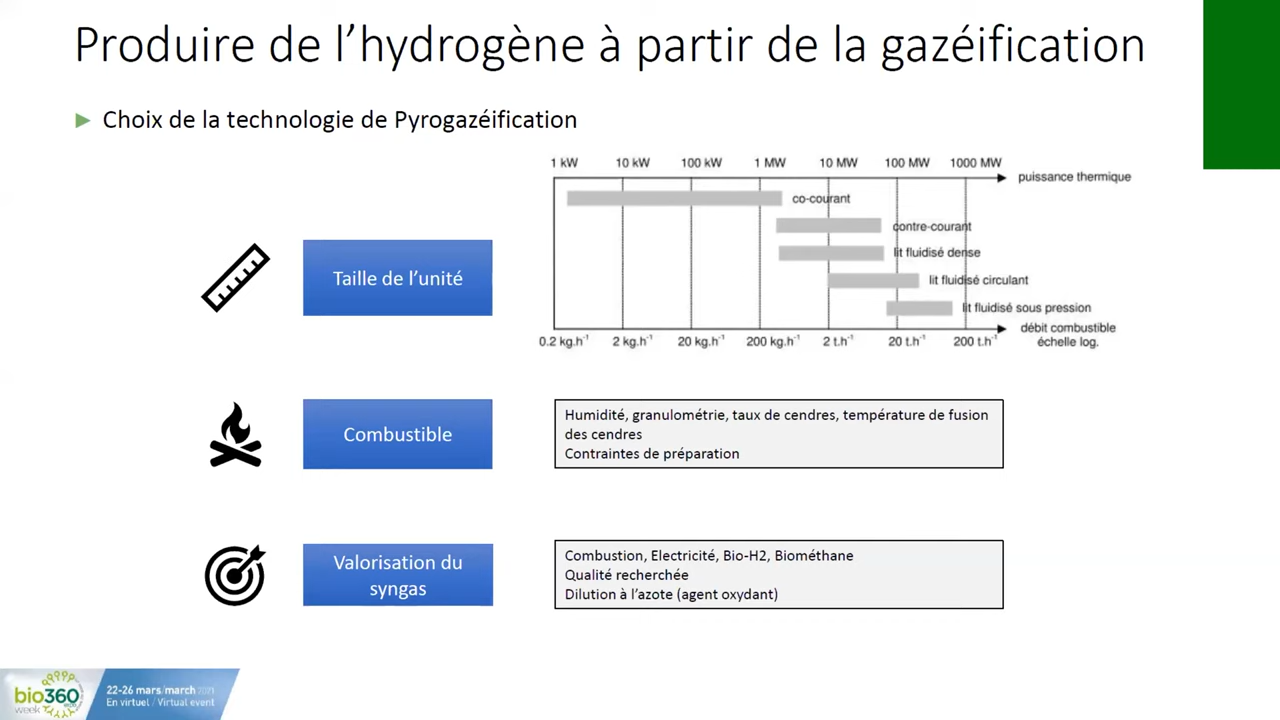 Produire de l’hydrogène à partir de la gazéification
Choix de la technologie de Pyrogazéification
1 kW 10 kW 100 kW 1 MW 10 MW 100 MW 1000 MW
puissance thermique
co-courant
contre-courant
lit fluidisé dense
lit fluidisé circulant
lit fluidisé sous pression
0.2 kg.h⁻¹ 2 kg.h⁻¹ 20 kg.h⁻¹ 200 kg.h⁻¹ 2 t.h⁻¹ 20 t.h⁻¹ 200 t.h⁻¹
débit combustible
échelle log.
Taille de l’unité
Combustible
Humidité, granulométrie, taux de cendres, température de fusion
des cendres
Contraintes de préparation
Valorisation du
syngas
Combustion, Electricité, Bio-H2, Biométhane
Qualité recherchée
Dilution à l’azote (agent oxydant)
bio360
week
22-26 mars/march 2021
En virtuel / Virtual event